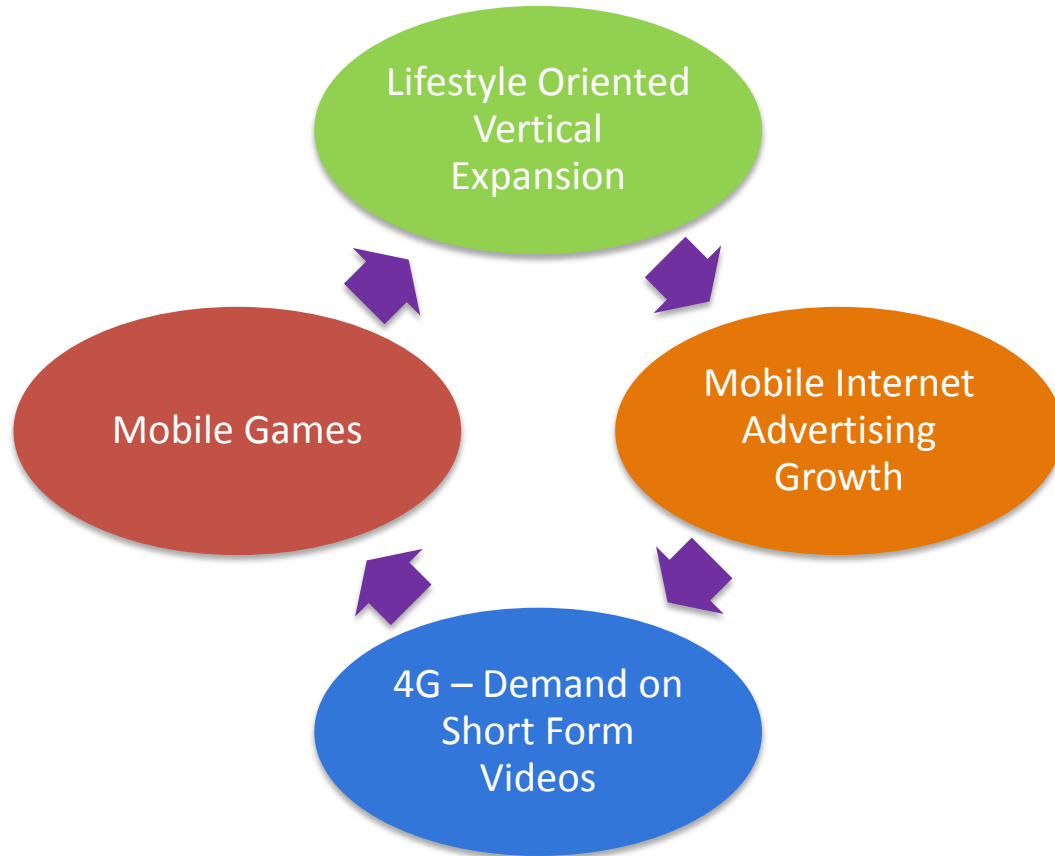 Lifestyle Oriented
Vertical
Expansion
Mobile Games
Mobile Internet
Advertising
Growth
4G – Demand on
Short Form
Videos